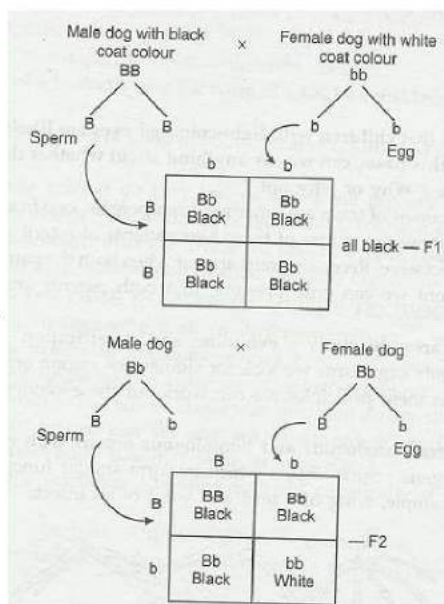 Male dog with black coat colour × Female dog with white coat colour
BB bb
B B b b
Sperm Egg
b b
B Bb Black Bb Black
all black — F1
B Bb Black Bb Black
Male dog × Female dog
Bb Bb
B b B b
Sperm Egg
B b
B BB Black Bb Black
— F2
b Bb Black bb White